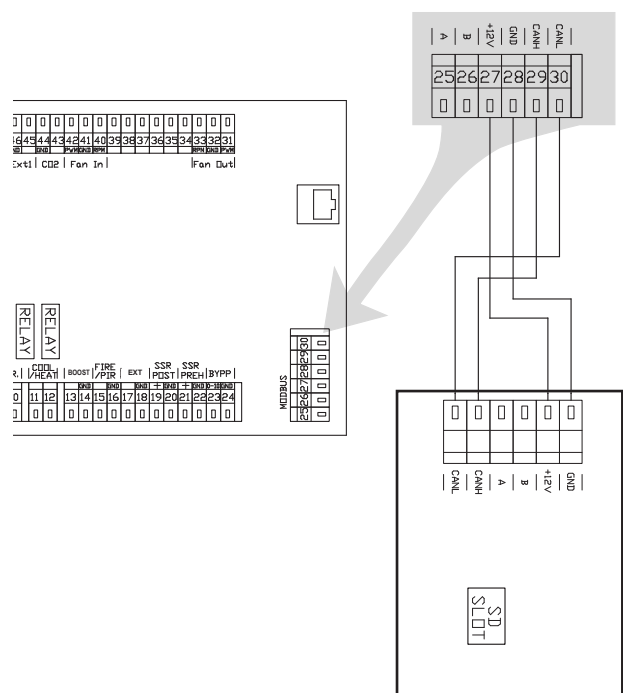 A B +12V GND CANH CANL
25 26 27 28 29 30
45 44 43 42 41 40 39 38 37 36 35 34 33 32 31
GND PWM GND RPM RPN GND PWM
Ext1 CO2 Fan In Fan Out
RELAY RELAY
COOL /HEAT BOOST FIRE /PIR EXT SSR POST SSR PREH BYPP
GND GND GND + GND + GND 0-10 GND
11 12 13 14 15 16 17 18 19 20 21 22 23 24
MODBUS
25 26 27 28 29 30
CANL CANH A B +12V GND
SD
SLOT